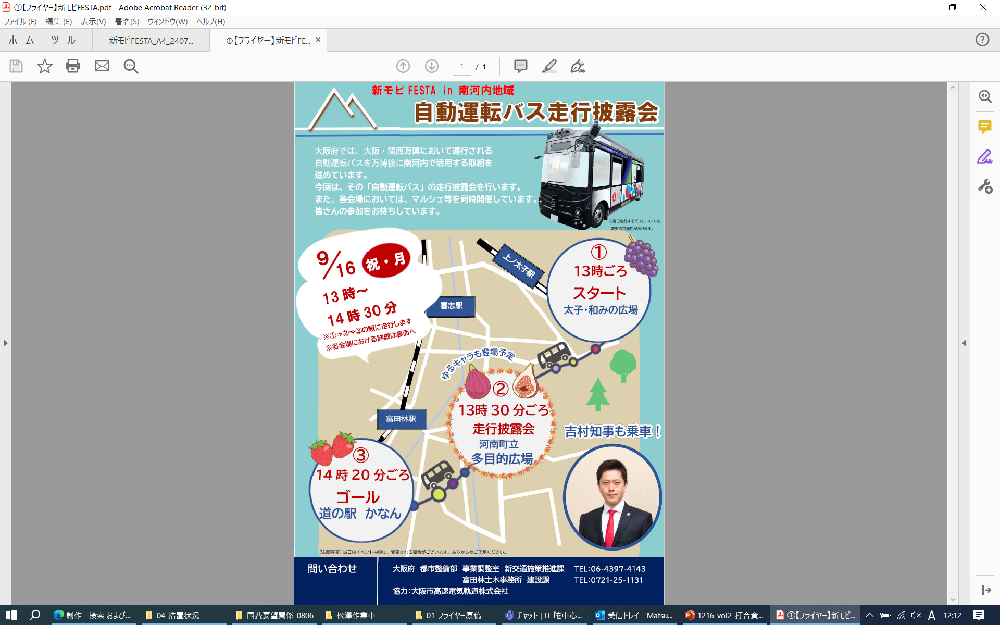 ①【フライヤー】新モビFESTA.pdf - Adobe Acrobat Reader (32-bit)
ファイル(F) 編集(E) 表示(V) 署名(S) ウィンドウ(W) ヘルプ(H)
ホーム ツール 新モビFESTA_A4_2407... ①【フライヤー】新モビFE... ×
1 / 1
新モビFESTA in 南河内地域
自動運転バス走行披露会
大阪府では、大阪・関西万博において運行される
自動運転バスを万博後に南河内で活用する取組を
進めています。
今回は、その「自動運転バス」の走行披露会を行います。
また、各会場においては、マルシェ等を同時開催しています。
皆さんの参加をお待ちしています。
※当日走行するバスについては、
変更の可能性があります。
9/16 祝・月
13時～
14時30分
※①⇒②⇒③の順に走行します
※各会場における詳細は裏面へ
上ノ太子駅
①
13時ごろ
スタート
太子・和みの広場
喜志駅
ゆるキャラも登場予定
②
13時30分ごろ
走行披露会
河南町立
多目的広場
富田林駅
吉村知事も乗車！
③
14時20分ごろ
ゴール
道の駅 かなん
【注意事項】当日のイベント内容は、変更される場合がございます。あらかじめご了承ください。
問い合わせ
大阪府 都市整備部 事業調整室 新交通施策推進課 TEL:06-4397-4143
富田林土木事務所 建設課 TEL:0721-25-1131
協力：大阪市高速電気軌道株式会社
制作 - 検索 および... 04_措置状況 国費要望関係_0806 松澤作業中 01_フライヤー原稿 チャット | ロゴを中心... 受信トレイ - Matsu... 1216_vol2_打合資... ①【フライヤー】新モビ... A 12:12